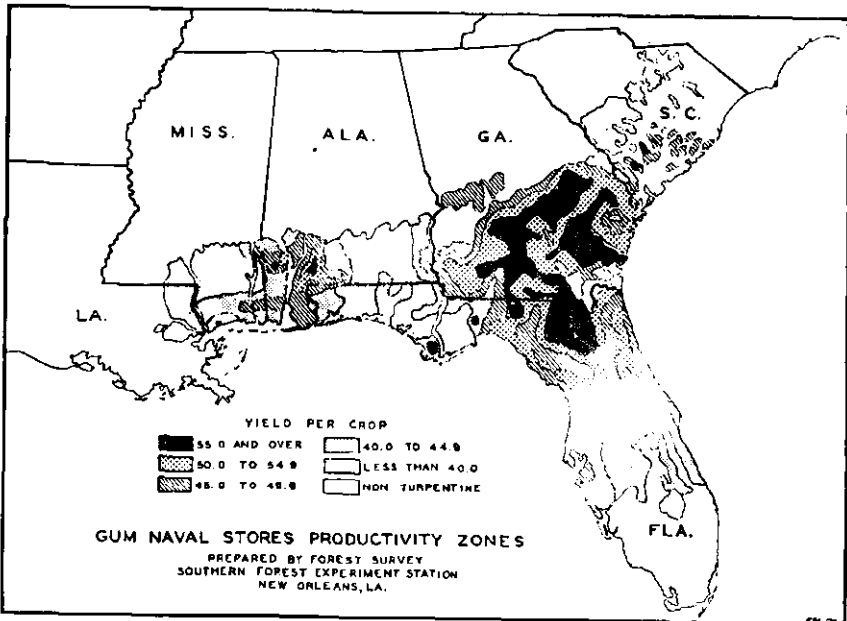 MISS.
ALA.
GA.
S. C.
LA.
FLA.
YIELD PER CROP
55.0 AND OVER
40.0 TO 44.9
50.0 TO 54.9
LESS THAN 40.0
45.0 TO 49.9
NON TURPENTINE
GUM NAVAL STORES PRODUCTIVITY ZONES
PREPARED BY FOREST SURVEY
SOUTHERN FOREST EXPERIMENT STATION
NEW ORLEANS, LA.